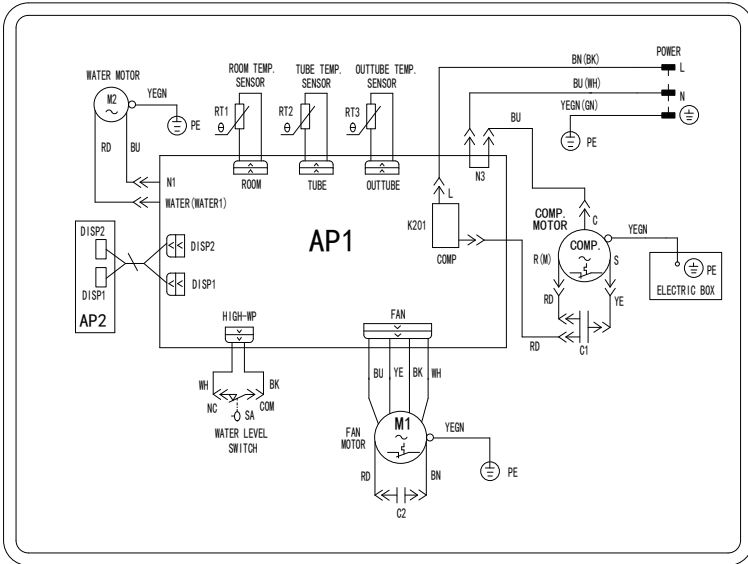 POWER
BN(BK)
L
BU(WH)
N
YEGN(GN)
PE
BU
ROOM TEMP.
SENSOR
TUBE TEMP.
SENSOR
OUTTUBE TEMP.
SENSOR
WATER MOTOR
M2
YEGN
PE
RD
BU
RT1
θ
RT2
θ
RT3
θ
ROOM
TUBE
OUTTUBE
N1
WATER(WATER1)
N3
L
K201
COMP
AP1
DISP2
DISP1
AP2
DISP2
DISP1
COMP.
MOTOR
C
COMP.
YEGN
R(M)
S
PE
ELECTRIC BOX
RD
YE
RD
C1
HIGH-WP
WH
BK
NC
COM
SA
WATER LEVEL
SWITCH
FAN
BU
YE
BK
WH
M1
FAN
MOTOR
YEGN
PE
RD
BN
C2